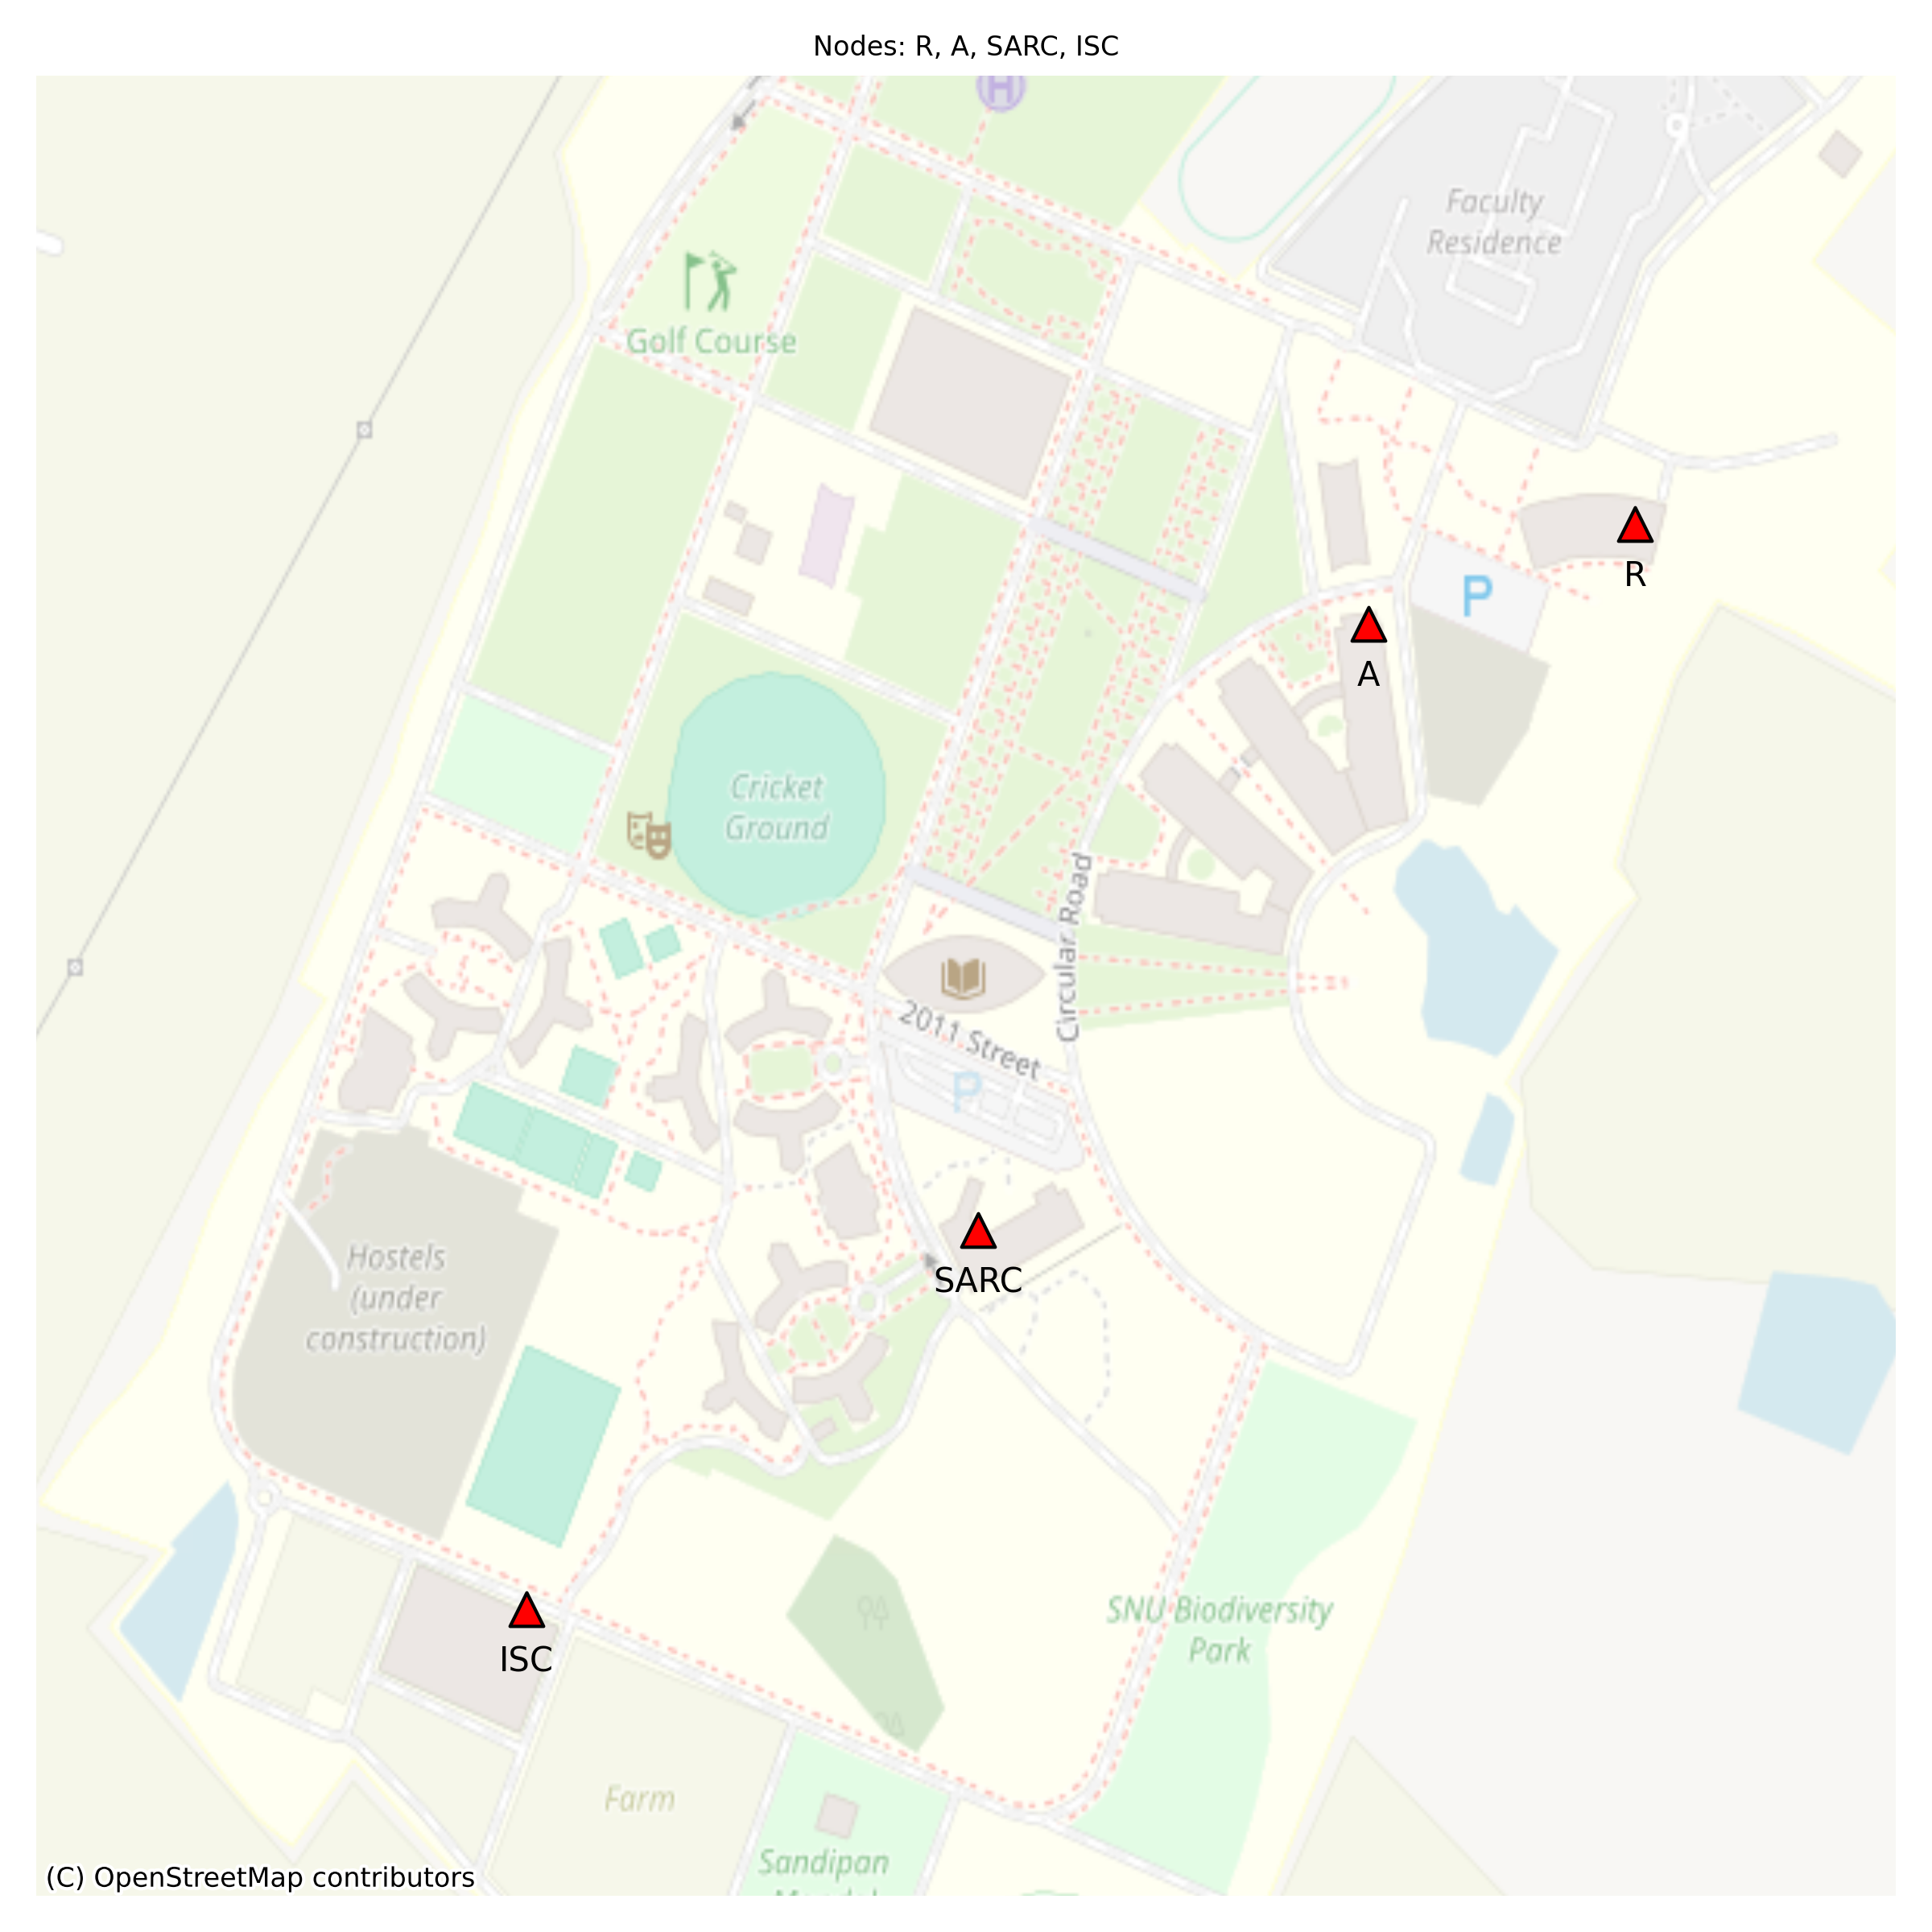 Nodes: R, A, SARC, ISC
H
Faculty
Residence
Golf Course
R
P
A
Cricket
Ground
Circular Road
2011 Street
P
SARC
Hostels
(under
construction)
SNU Biodiversity
Park
ISC
Farm
Sandipan
(C) OpenStreetMap contributors